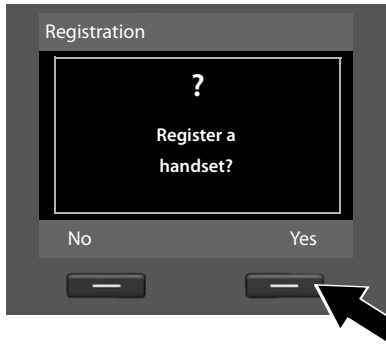 Registration
?
Register a
handset?
No Yes